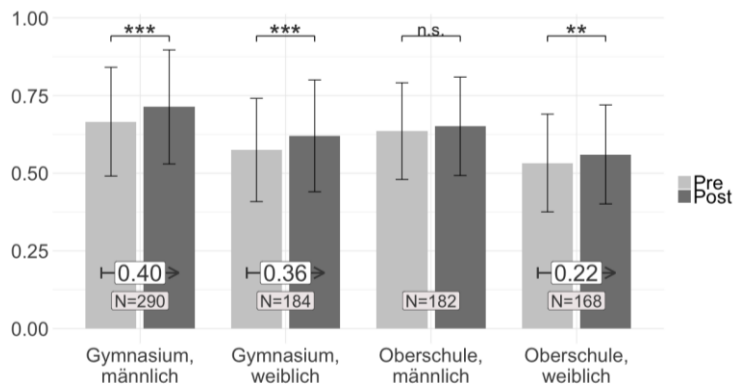 1.00
0.75
0.50
0.25
0.00
*** *** n.s. **
0.40 0.36 0.22
N=290 N=184 N=182 N=168
Gymnasium, Gymnasium, Oberschule, Oberschule,
männlich weiblich männlich weiblich
Pre
Post